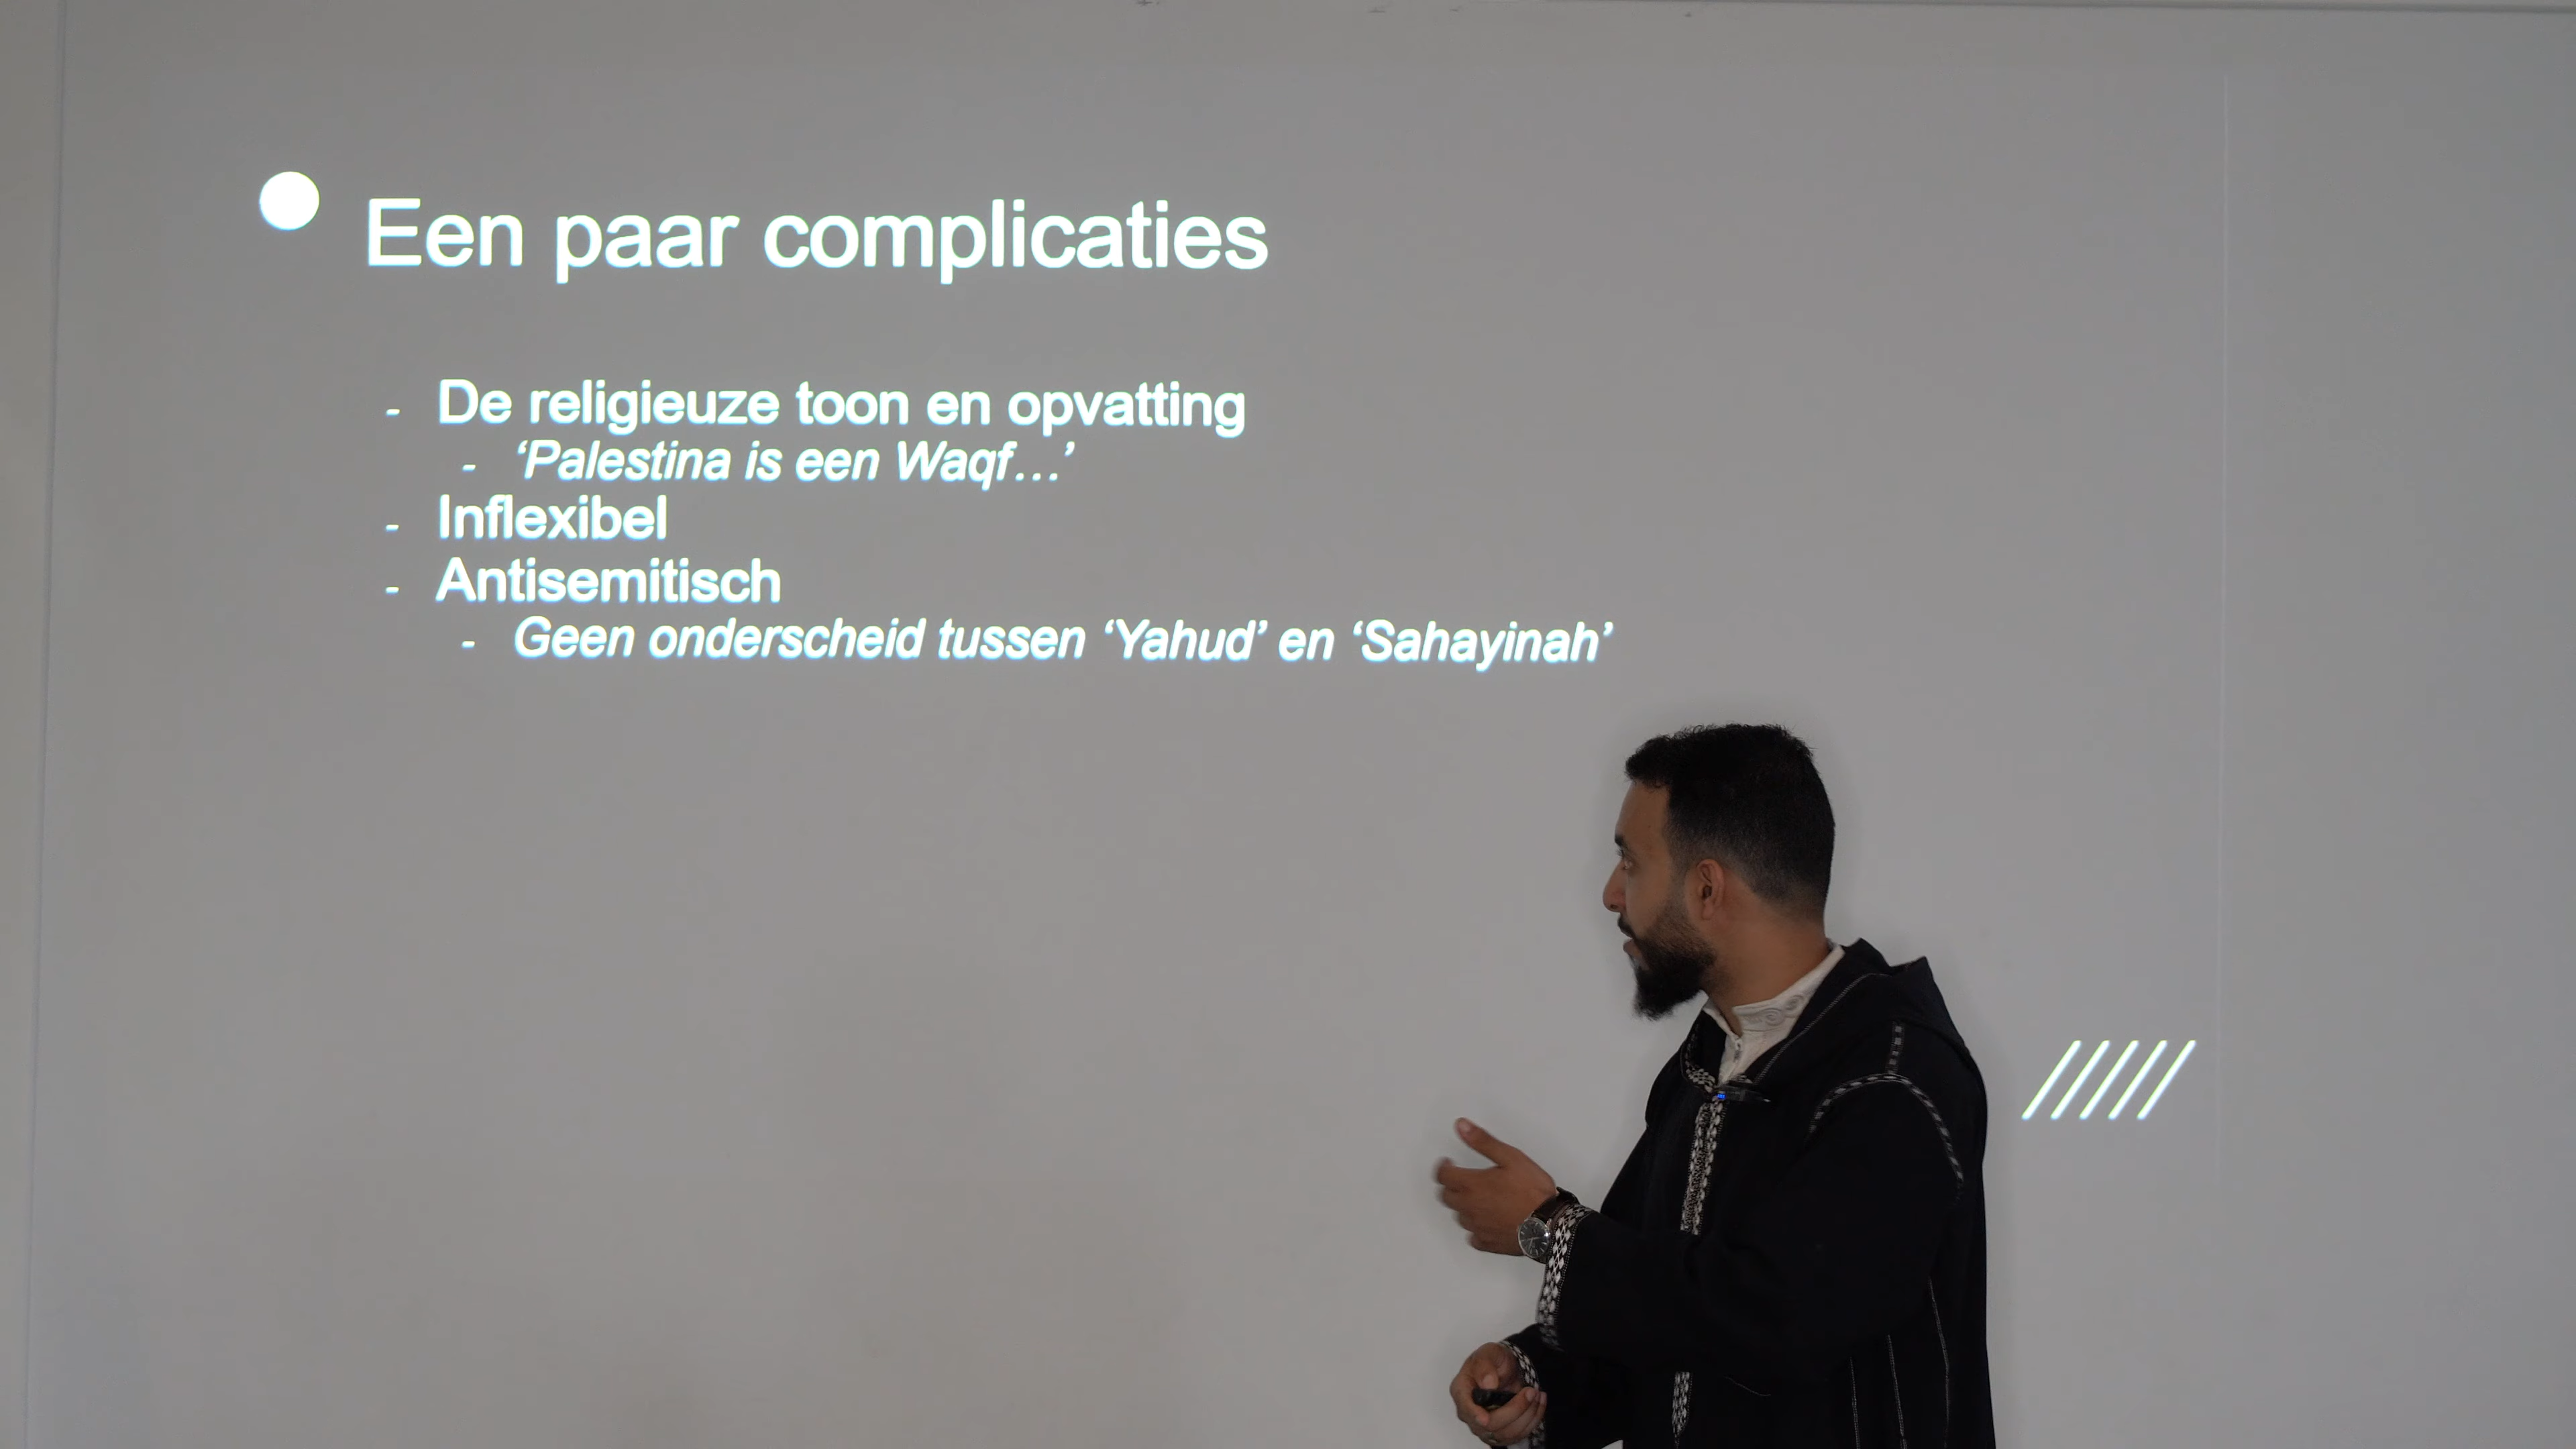 Een paar complicaties
- De religieuze toon en opvatting
- ‘Palestina is een Waqf…’
- Inflexibel
- Antisemitisch
- Geen onderscheid tussen ‘Yahud’ en ‘Sahayinah’